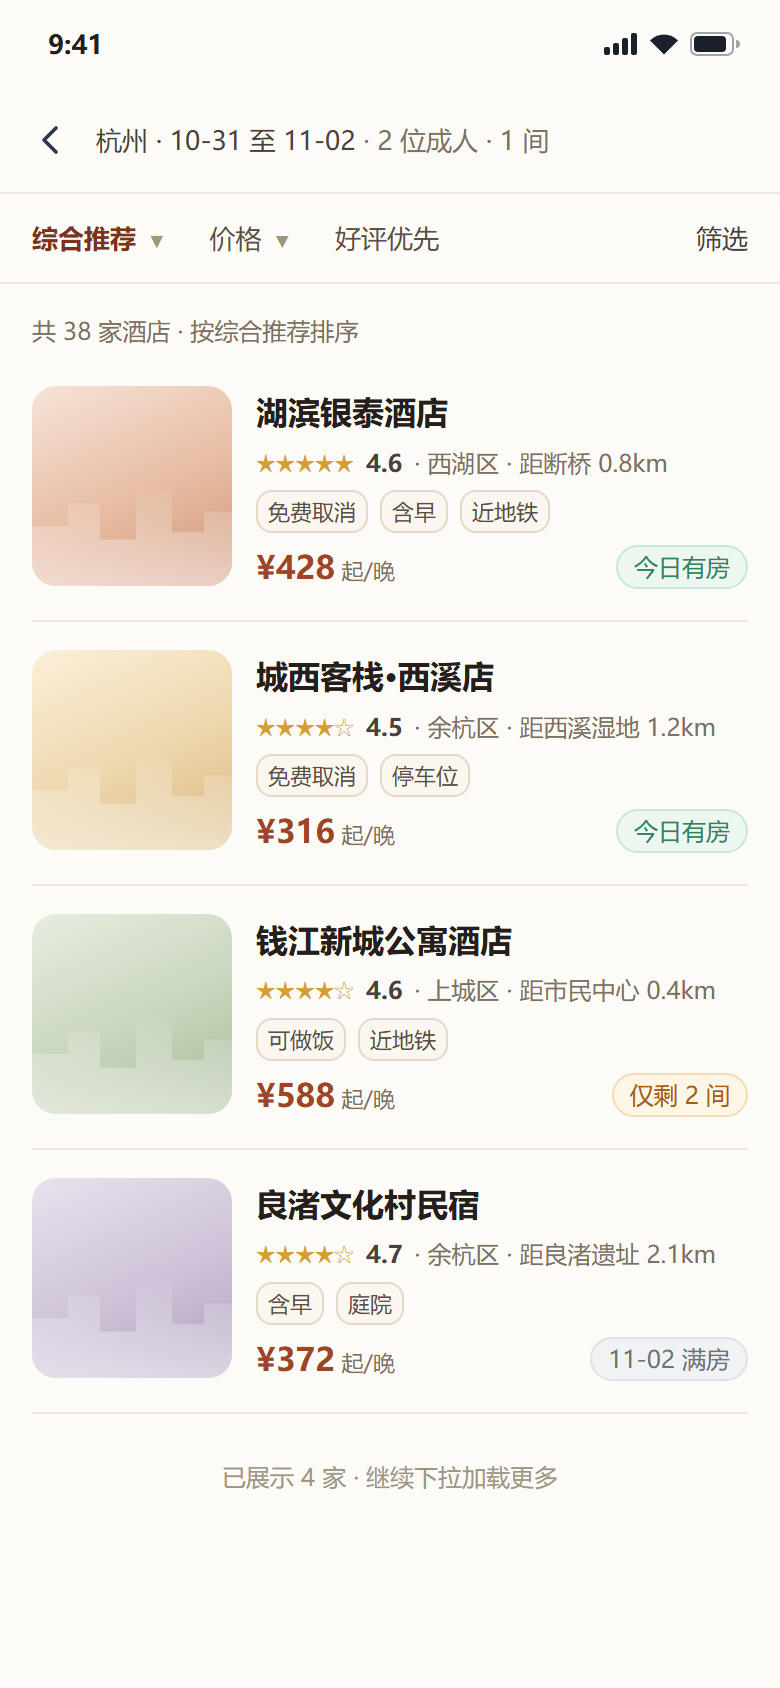 9:41
杭州 · 10-31 至 11-02 · 2 位成人 · 1 间
综合推荐 ▼ 价格 ▼ 好评优先 筛选
共 38 家酒店 · 按综合推荐排序
湖滨银泰酒店
★★★★★ 4.6 · 西湖区 · 距断桥 0.8km
免费取消 含早 近地铁
¥428 起/晚 今日有房
城西客栈·西溪店
★★★★☆ 4.5 · 余杭区 · 距西溪湿地 1.2km
免费取消 停车位
¥316 起/晚 今日有房
钱江新城公寓酒店
★★★★☆ 4.6 · 上城区 · 距市民中心 0.4km
可做饭 近地铁
¥588 起/晚 仅剩 2 间
良渚文化村民宿
★★★★☆ 4.7 · 余杭区 · 距良渚遗址 2.1km
含早 庭院
¥372 起/晚 11-02 满房
已展示 4 家 · 继续下拉加载更多